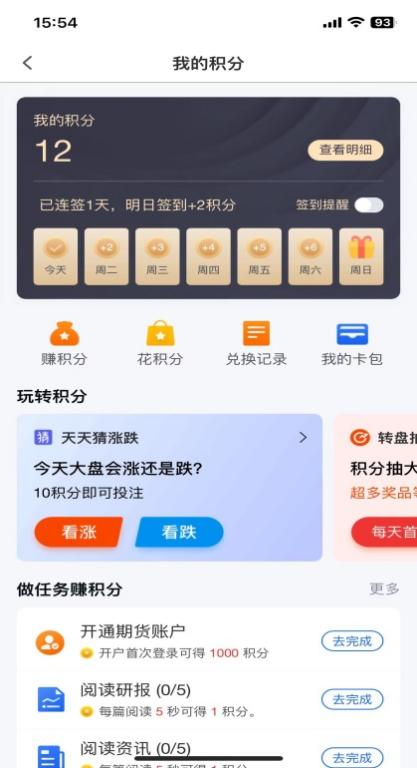 15:54
93
我的积分
我的积分
12
查看明细
已连签1天，明日签到+2积分
签到提醒
+2
+3
+4
+5
+6
今天
周二
周三
周四
周五
周六
周日
赚积分
花积分
兑换记录
我的卡包
玩转积分
猜 天天猜涨跌
今天大盘会涨还是跌？
10积分即可投注
看涨
看跌
转盘抽
积分抽大
超多奖品
每天首
做任务赚积分
更多
开通期货账户
开户首次登录可得 1000 积分
去完成
阅读研报 (0/5)
每篇阅读 5 秒可得 1 积分。
去完成
阅读资讯 (0/5)
每篇阅读 5 秒可得 1 积分。
去完成